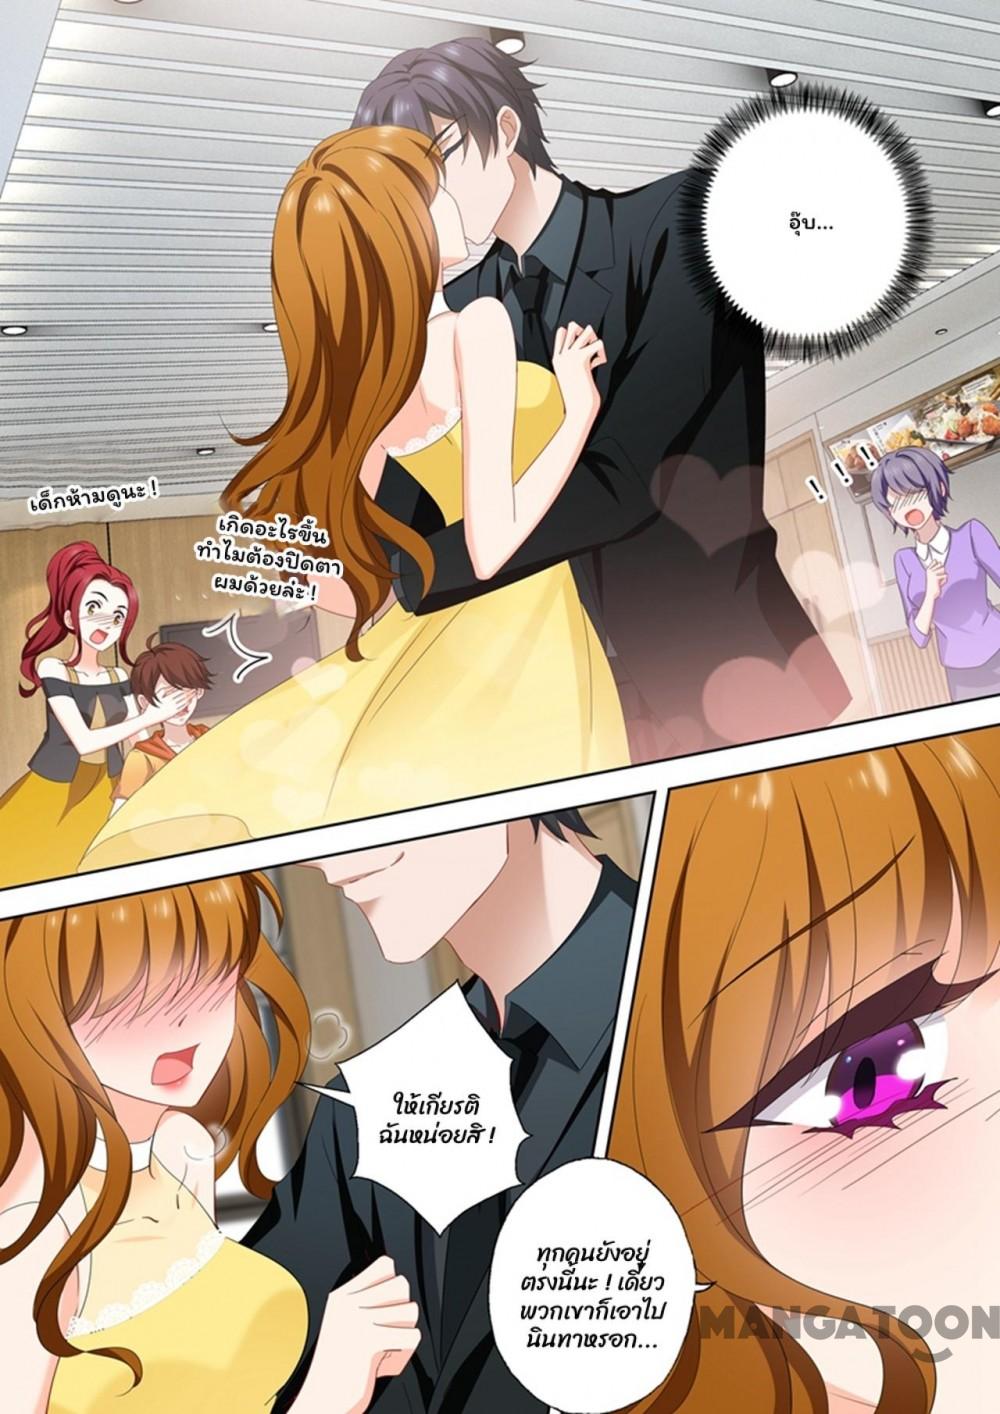 อุ๊บ...
! ! !
เด็กห้ามดูนะ !
เกิดอะไรขึ้น
ทำไมต้องปิดตา
ผมด้วยล่ะ !
ให้เกียรติ
ฉันหน่อยสิ !
ทุกคนยังอยู่
ตรงนี้นะ ! เดี๋ยว
พวกเขาก็เอาไป
นินทาหรอก...
MANGATOON